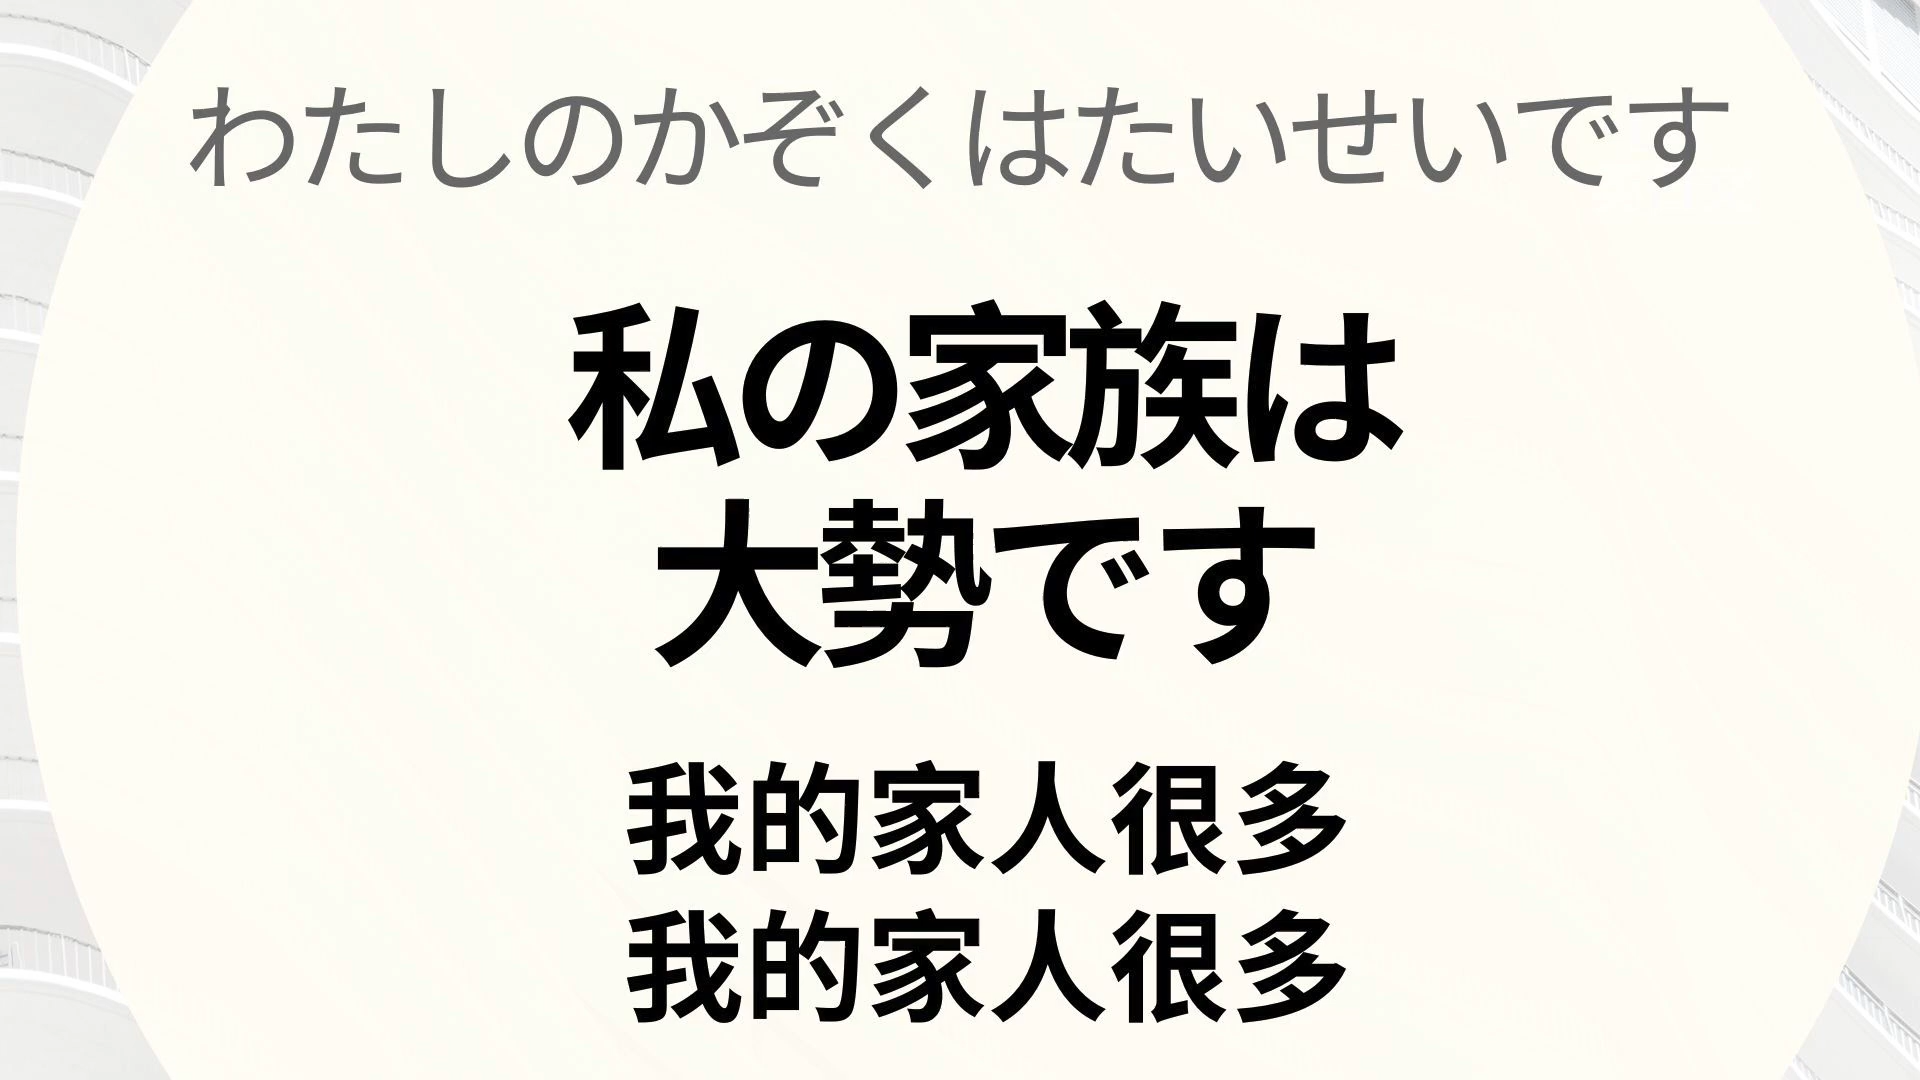 わたしのかぞくはたいせいです
私の家族は
大勢です
我的家人很多
我的家人很多